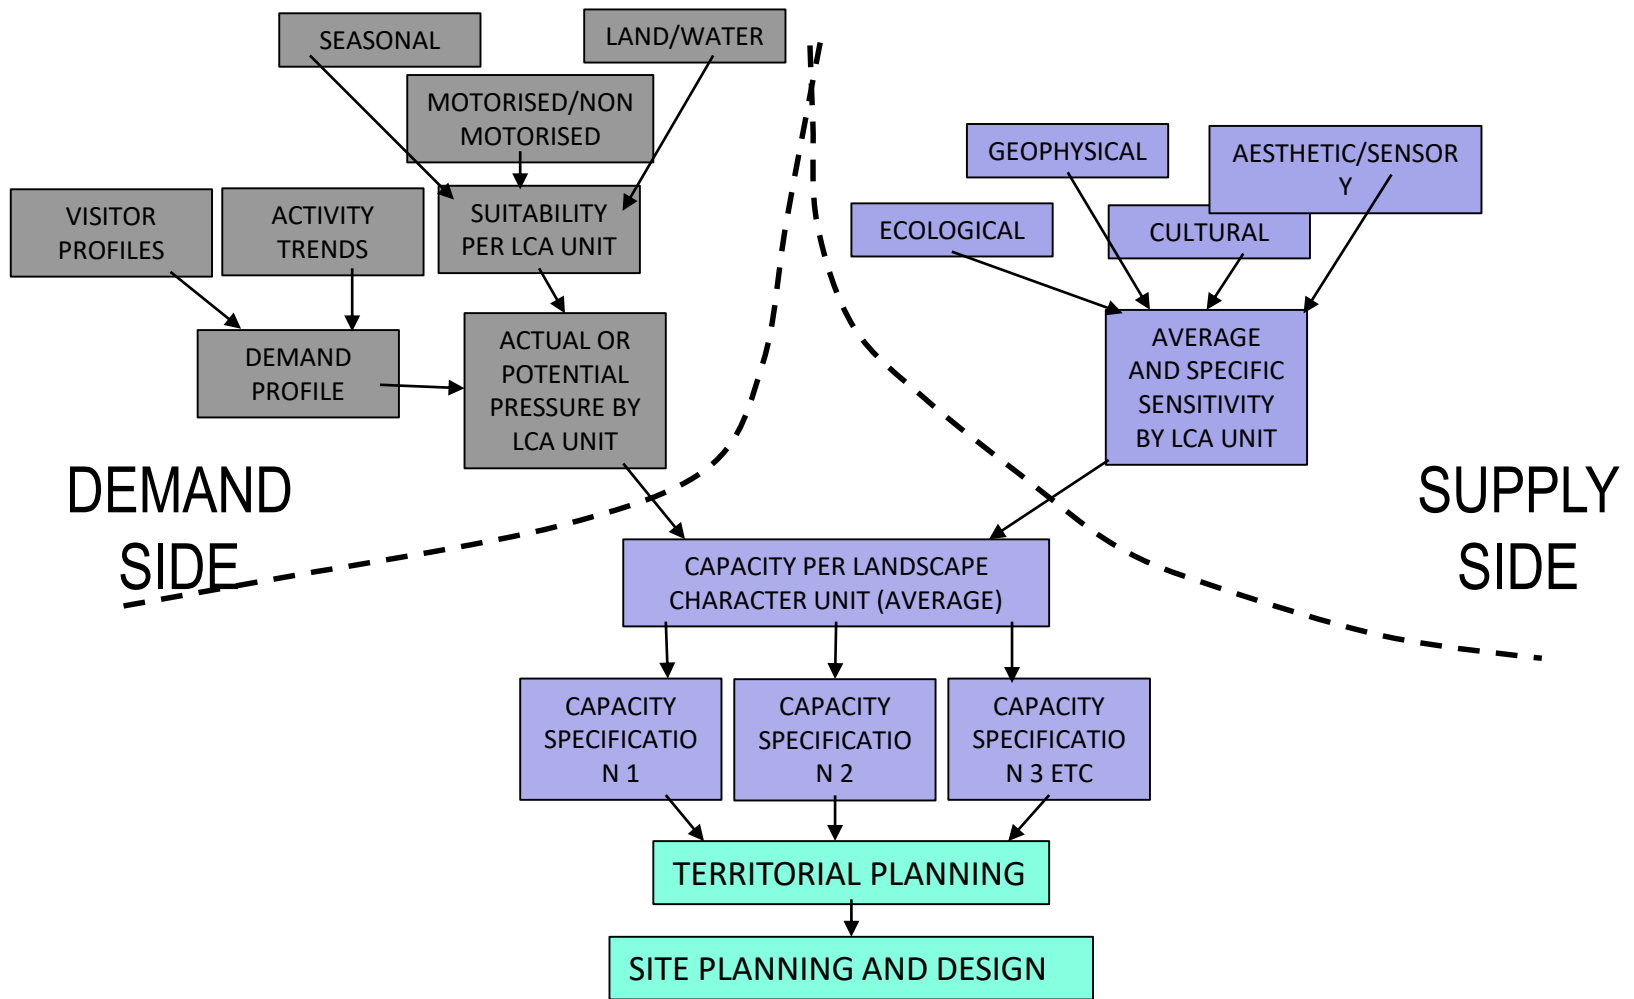 SEASONAL
LAND/WATER
MOTORISED/NON
MOTORISED
GEOPHYSICAL
AESTHETIC/SENSOR
Y
VISITOR
PROFILES
ACTIVITY
TRENDS
SUITABILITY
PER LCA UNIT
ECOLOGICAL
CULTURAL
DEMAND
PROFILE
ACTUAL OR
POTENTIAL
PRESSURE BY
LCA UNIT
AVERAGE
AND SPECIFIC
SENSITIVITY
BY LCA UNIT
DEMAND
SIDE
SUPPLY
SIDE
CAPACITY PER LANDSCAPE
CHARACTER UNIT (AVERAGE)
CAPACITY
SPECIFICATIO
N 1
CAPACITY
SPECIFICATIO
N 2
CAPACITY
SPECIFICATIO
N 3 ETC
TERRITORIAL PLANNING
SITE PLANNING AND DESIGN